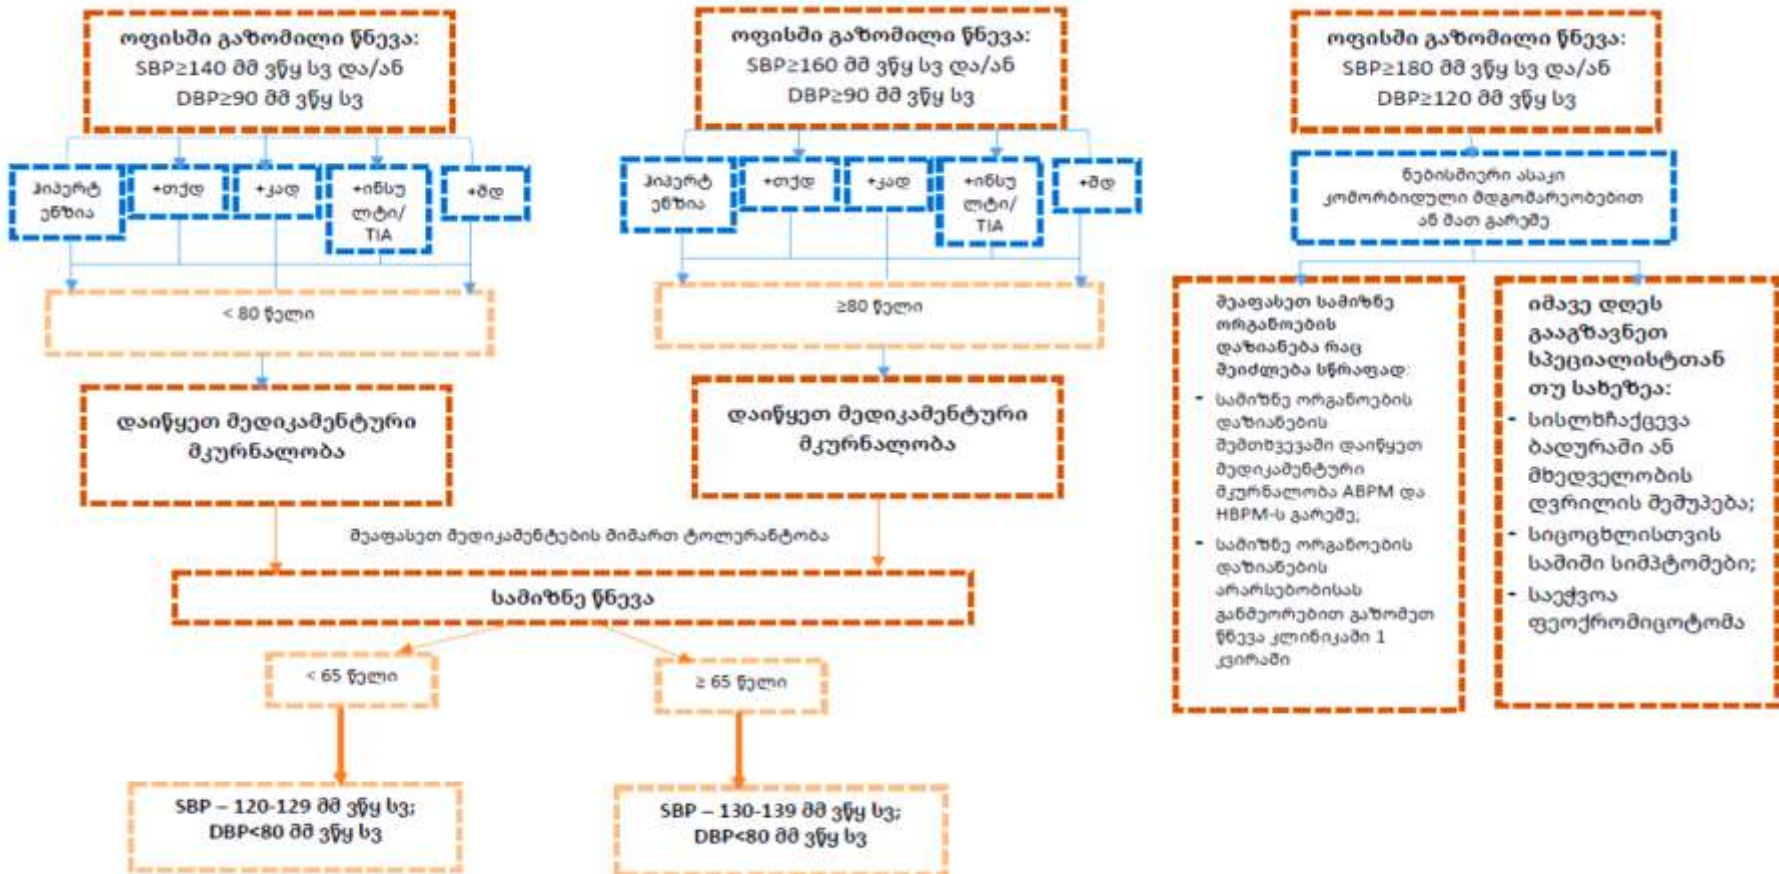 ოფისში გაზომილი წნევა:
SBP≥140 მმ ვწყ სვ და/ან
DBP≥90 მმ ვწყ სვ
ჰიპერტ
ენზია
+თქდ
+კად
+ინსუ
ლტი/
TIA
+შდ
< 80 წელი
დაიწყეთ მედიკამენტური
მკურნალობა
ოფისში გაზომილი წნევა:
SBP≥160 მმ ვწყ სვ და/ან
DBP≥90 მმ ვწყ სვ
ჰიპერტ
ენზია
+თქდ
+კად
+ინსუ
ლტი/
TIA
+შდ
≥80 წელი
დაიწყეთ მედიკამენტური
მკურნალობა
შეაფასეთ მედიკამენტების მიმართ ტოლერანტობა
სამიზნე წნევა
< 65 წელი
≥ 65 წელი
SBP – 120-129 მმ ვწყ სვ;
DBP<80 მმ ვწყ სვ
SBP – 130-139 მმ ვწყ სვ;
DBP<80 მმ ვწყ სვ
ოფისში გაზომილი წნევა:
SBP≥180 მმ ვწყ სვ და/ან
DBP≥120 მმ ვწყ სვ
ნებისმიერი ასაკი
კომორბიდული მდგომარეობებით
ან მათ გარეშე
შეაფასეთ სამიზნე
ორგანოების
დაზიანება რაც
შეიძლება სწრაფად:
- სამიზნე ორგანოების
დაზიანების
შემთხვევაში დაიწყეთ
მედიკამენტური
მკურნალობა ABPM და
HBPM-ს გარეშე;
- სამიზნე ორგანოების
დაზიანების
არარსებობისას
განმეორებით გაზომეთ
წნევა კლინიკაში 1
კვირაში
იმავე დღეს
გააგზავნეთ
სპეციალისტთან
თუ სახეზეა:
- სისლხჩაქცევა
ბადურაში ან
მხედველობის
დვრილის შეშუპება;
- სიცოცხლისთვის
საშიში სიმპტომები;
- საეჭვოა
ფეოქრომიცოტომა